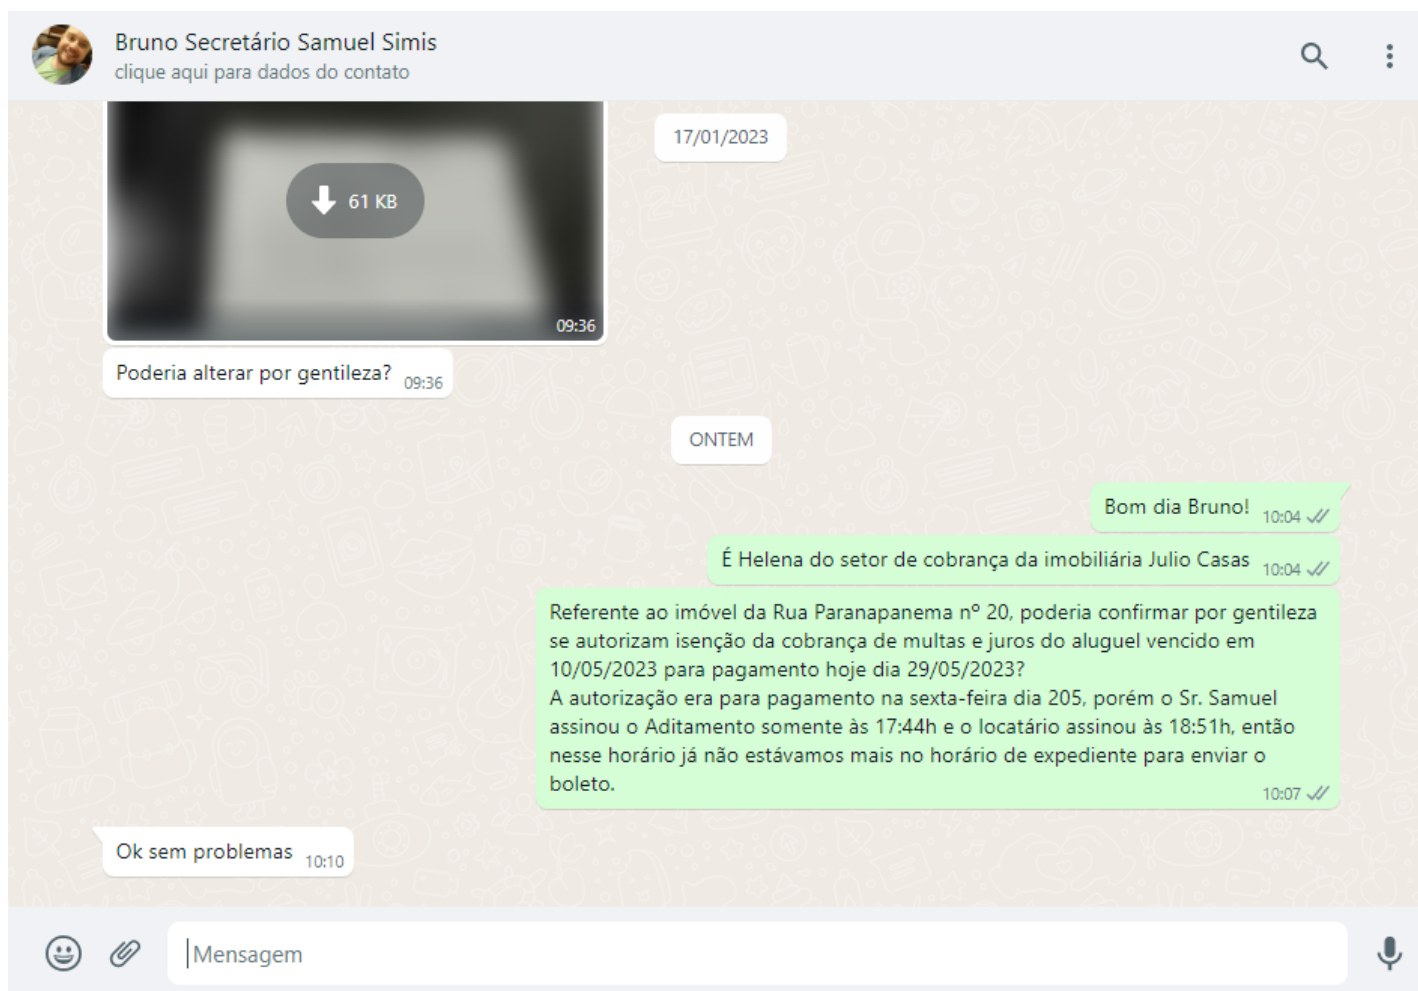 Bruno Secretário Samuel Simis
clique aqui para dados do contato
17/01/2023
61 KB
09:36
Poderia alterar por gentileza? 09:36
ONTEM
Bom dia Bruno! 10:04
É Helena do setor de cobrança da imobiliária Julio Casas 10:04
Referente ao imóvel da Rua Paranapanema nº 20, poderia confirmar por gentileza
se autorizam isenção da cobrança de multas e juros do aluguel vencido em
10/05/2023 para pagamento hoje dia 29/05/2023?
A autorização era para pagamento na sexta-feira dia 205, porém o Sr. Samuel
assinou o Aditamento somente às 17:44h e o locatário assinou às 18:51h, então
nesse horário já não estávamos mais no horário de expediente para enviar o
boleto. 10:07
Ok sem problemas 10:10
Mensagem